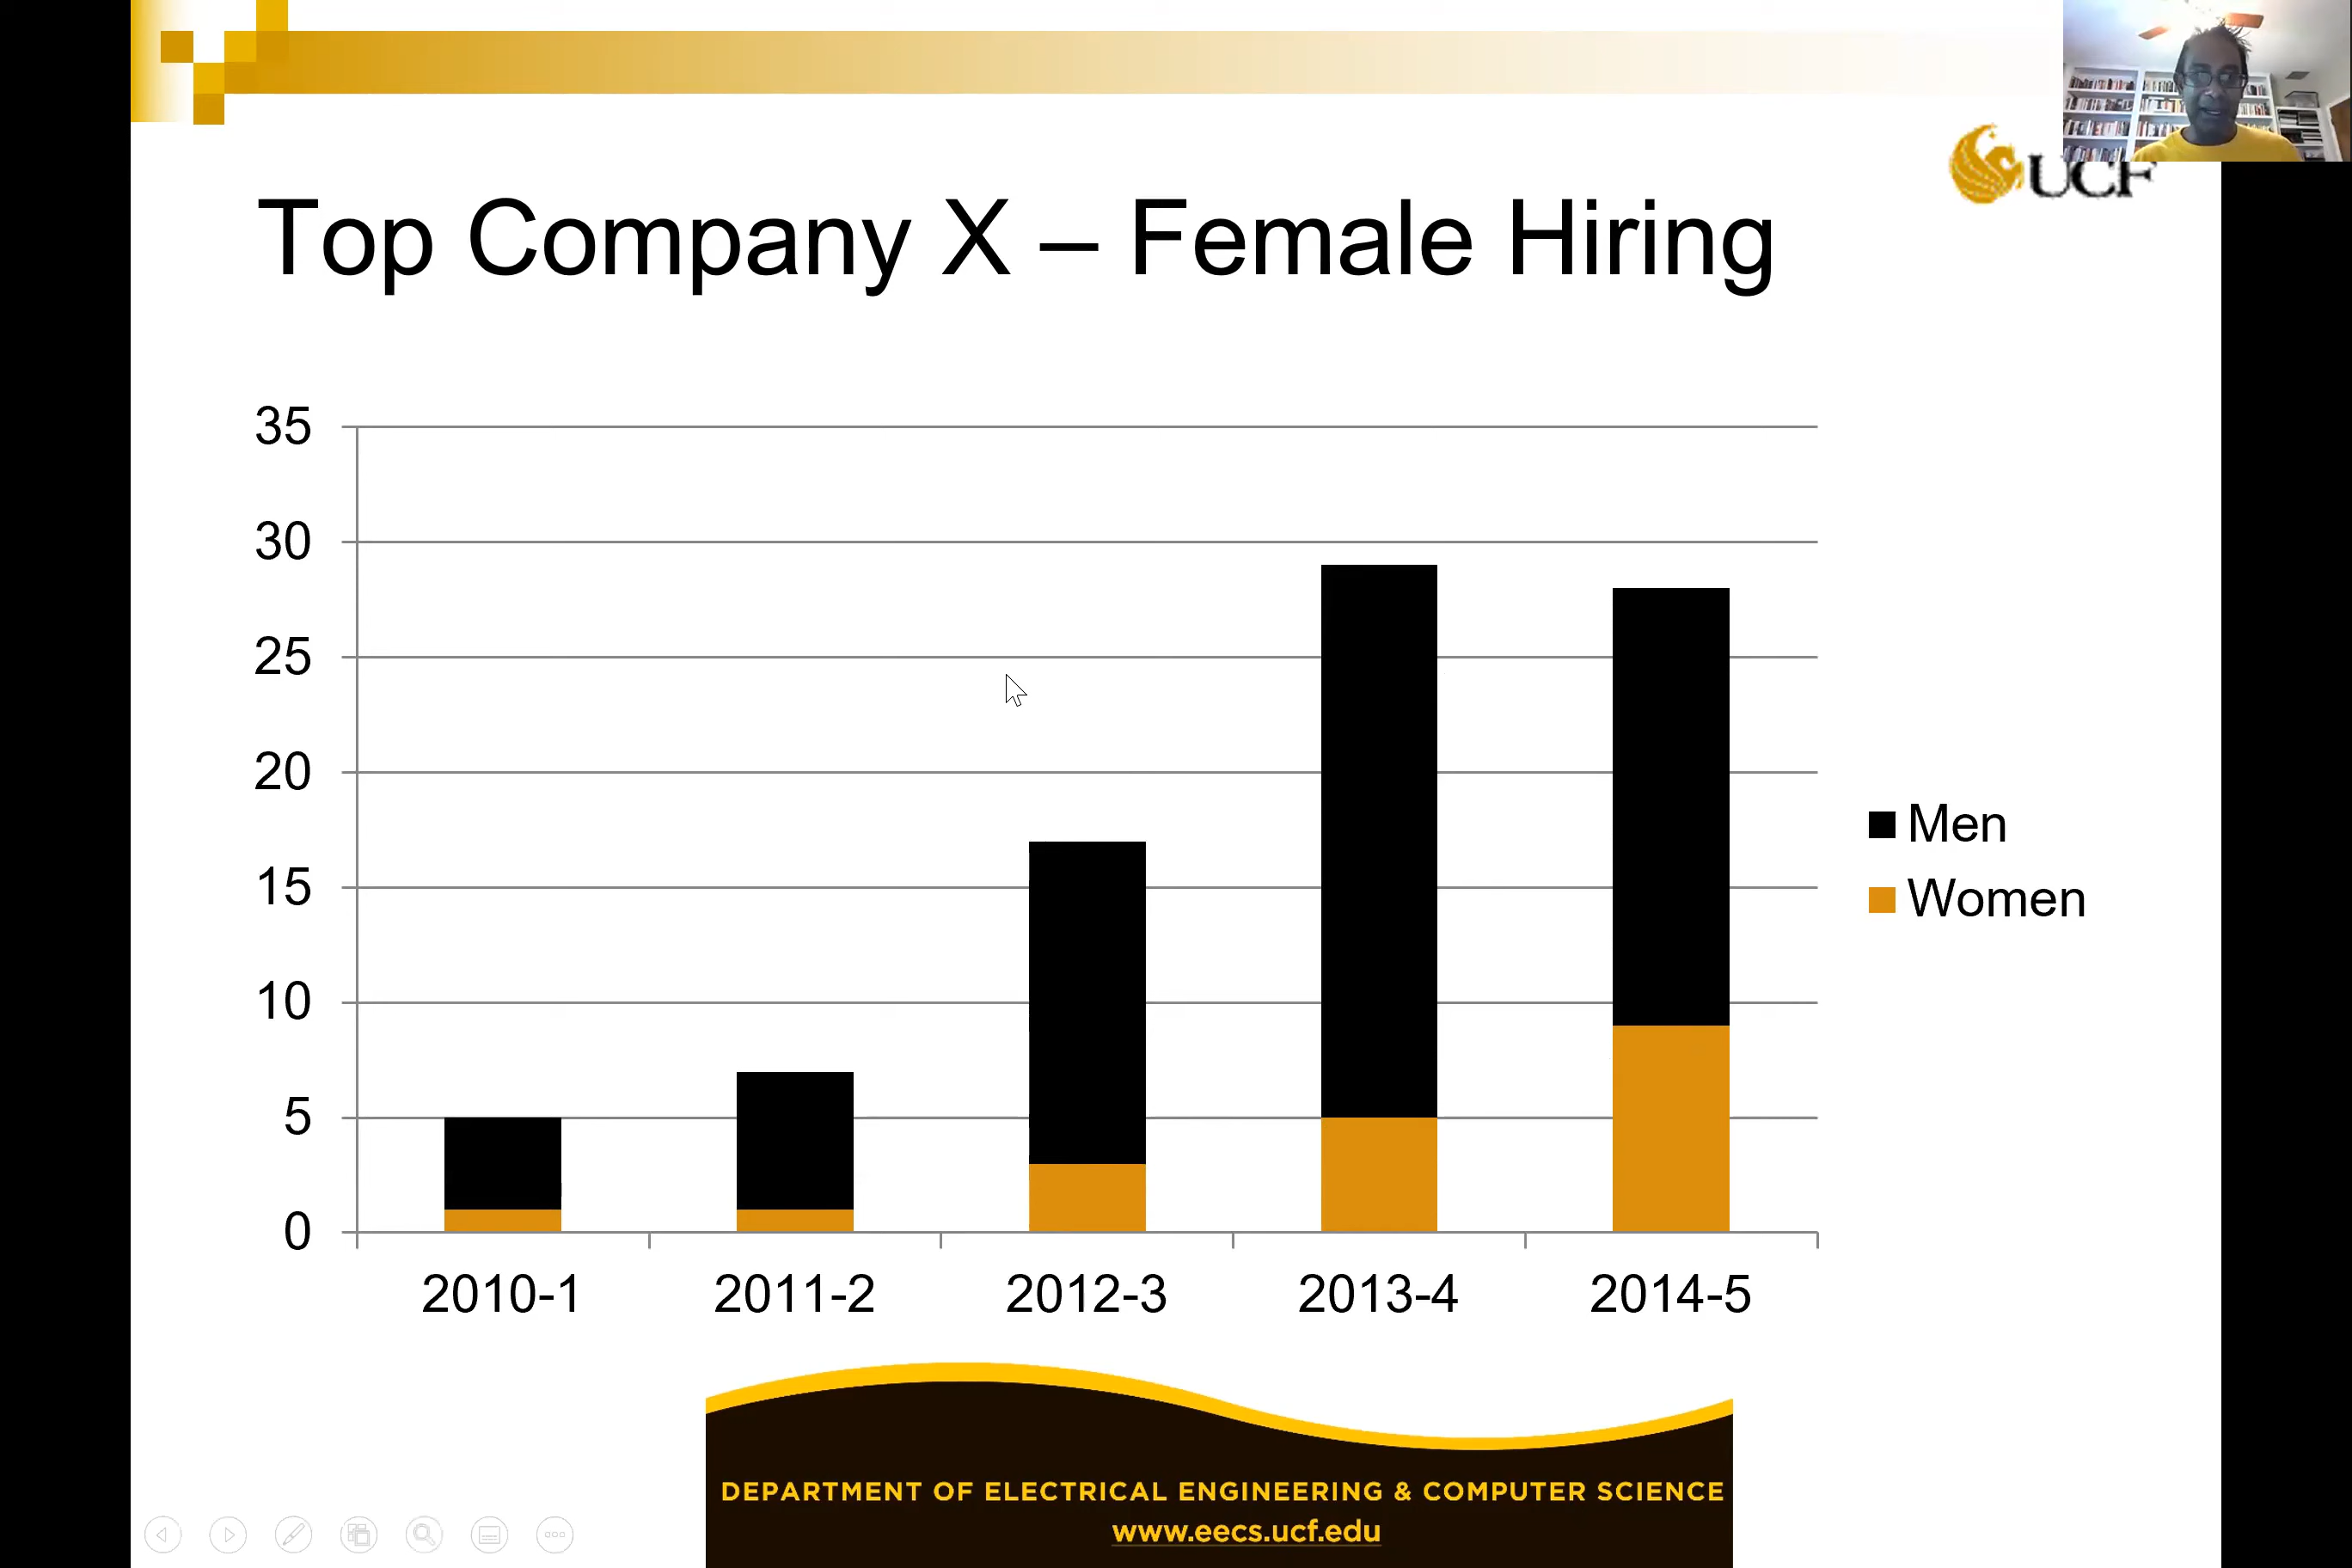 UCF
Top Company X – Female Hiring
35
30
25
20
15
10
5
0
2010-1
2011-2
2012-3
2013-4
2014-5
Men
Women
DEPARTMENT OF ELECTRICAL ENGINEERING & COMPUTER SCIENCE
www.eecs.ucf.edu